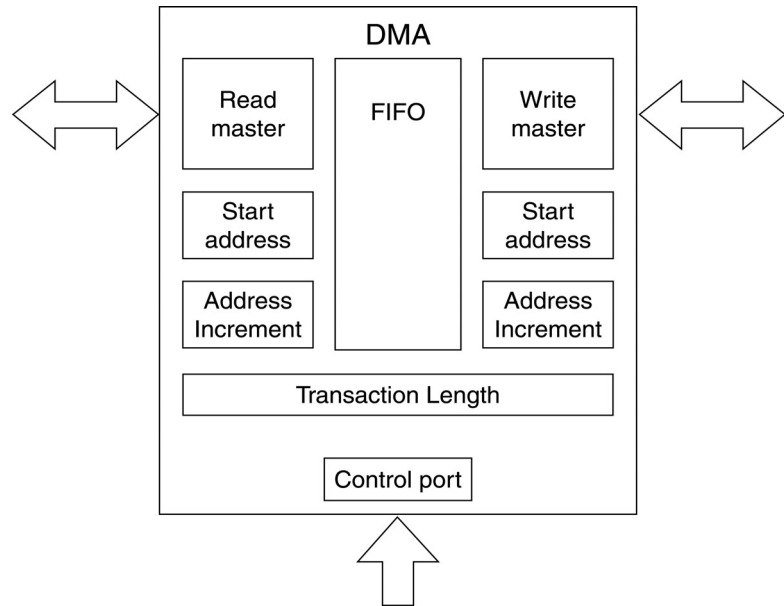 DMA
Read
master
FIFO
Write
master
Start
address
Start
address
Address
Increment
Address
Increment
Transaction Length
Control port